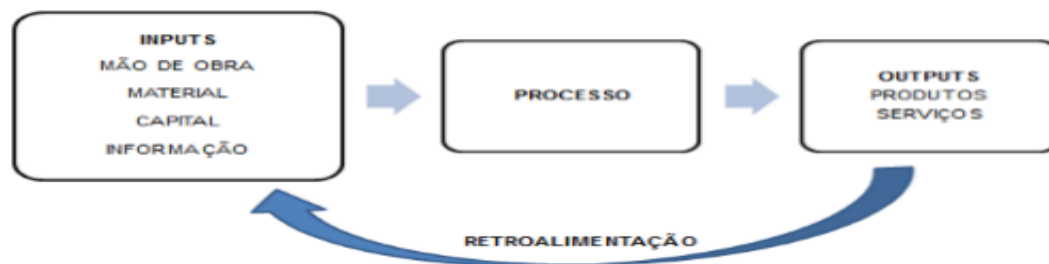 INPUTS
MÃO DE OBRA
MATERIAL
CAPITAL
INFORMAÇÃO
PROCESSO
OUTPUTS
PRODUTOS
SERVIÇOS
RETROALIMENTAÇÃO